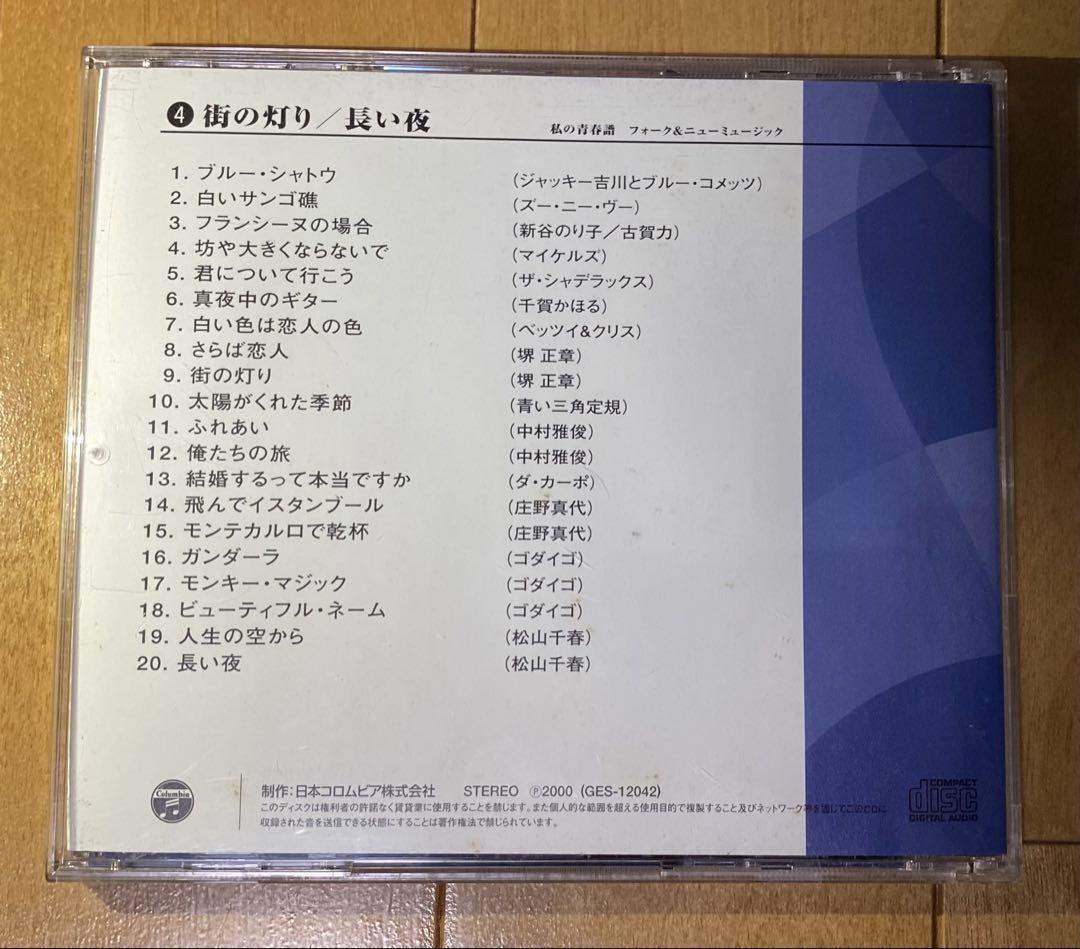 ④ 街の灯り／長い夜
私の青春譜 フォーク&ニューミュージック
1. ブルー・シャトウ (ジャッキー吉川とブルー・コメッツ)
2. 白いサンゴ礁 (ズー・ニー・ヴー)
3. フランシーヌの場合 (新谷のり子／古賀力)
4. 坊や大きくならないで (マイケルズ)
5. 君について行こう (ザ・シャデラックス)
6. 真夜中のギター (千賀かほる)
7. 白い色は恋人の色 (ベッツイ&クリス)
8. さらば恋人 (堺 正章)
9. 街の灯り (堺 正章)
10. 太陽がくれた季節 (青い三角定規)
11. ふれあい (中村雅俊)
12. 俺たちの旅 (中村雅俊)
13. 結婚するって本当ですか (ダ・カーポ)
14. 飛んでイスタンブール (庄野真代)
15. モンテカルロで乾杯 (庄野真代)
16. ガンダーラ (ゴダイゴ)
17. モンキー・マジック (ゴダイゴ)
18. ビューティフル・ネーム (ゴダイゴ)
19. 人生の空から (松山千春)
20. 長い夜 (松山千春)
Columbia
制作:日本コロムビア株式会社 STEREO Ⓟ2000 (GES-12042)
このディスクは権利者の許諾なく賃貸業に使用することを禁じます。また個人的な範囲を超える使用目的で複製すること及びネットワーク等を通じてこのCDに
収録された音を送信できる状態にすることは著作権法で禁じられています。
COMPACT
disc
DIGITAL AUDIO